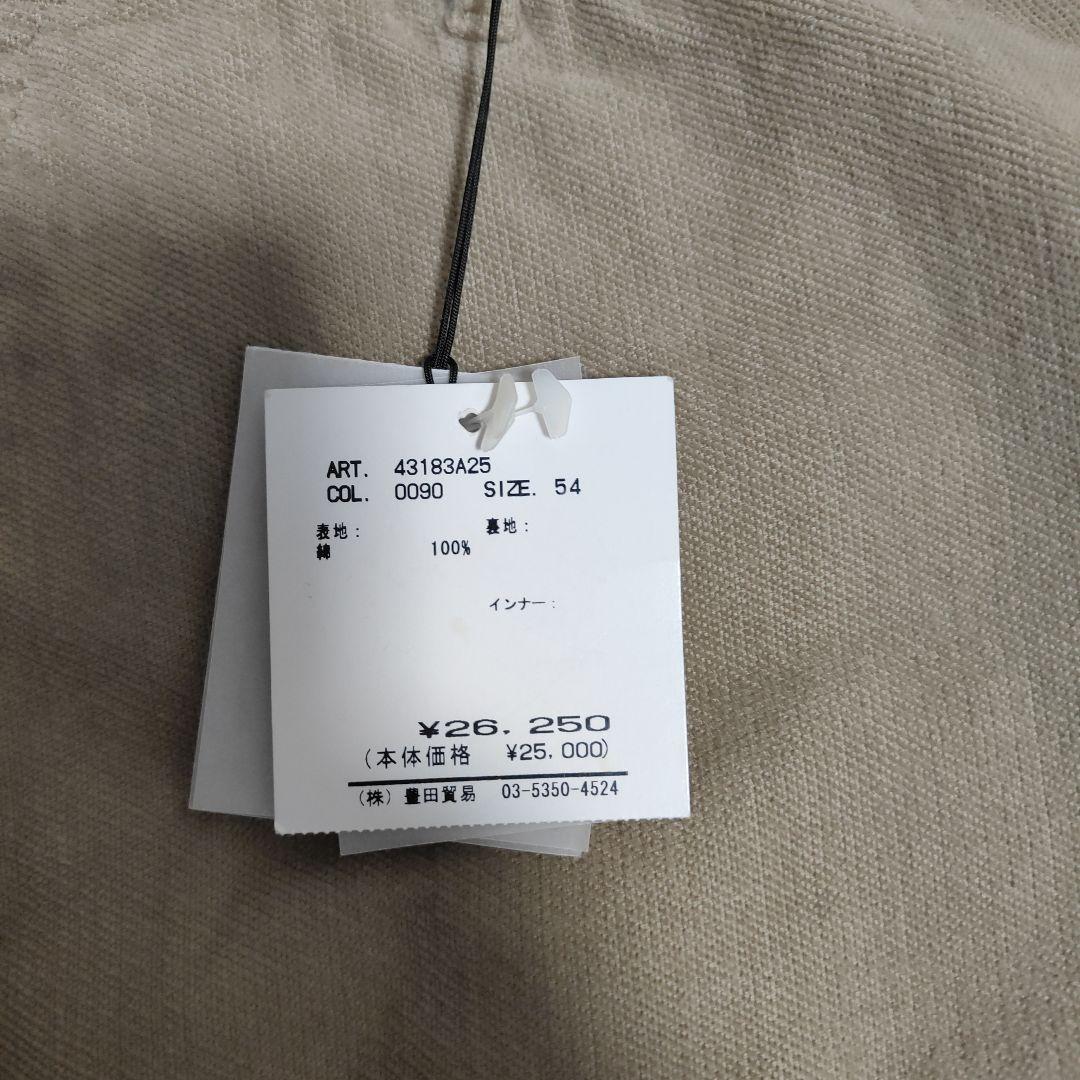 ART. 43183A25
COL. 0090 SIZE. 54
表地: 裏地:
綿 100%
インナー:
¥26,250
(本体価格 ¥25,000)
(株)豊田貿易 03-5350-4524